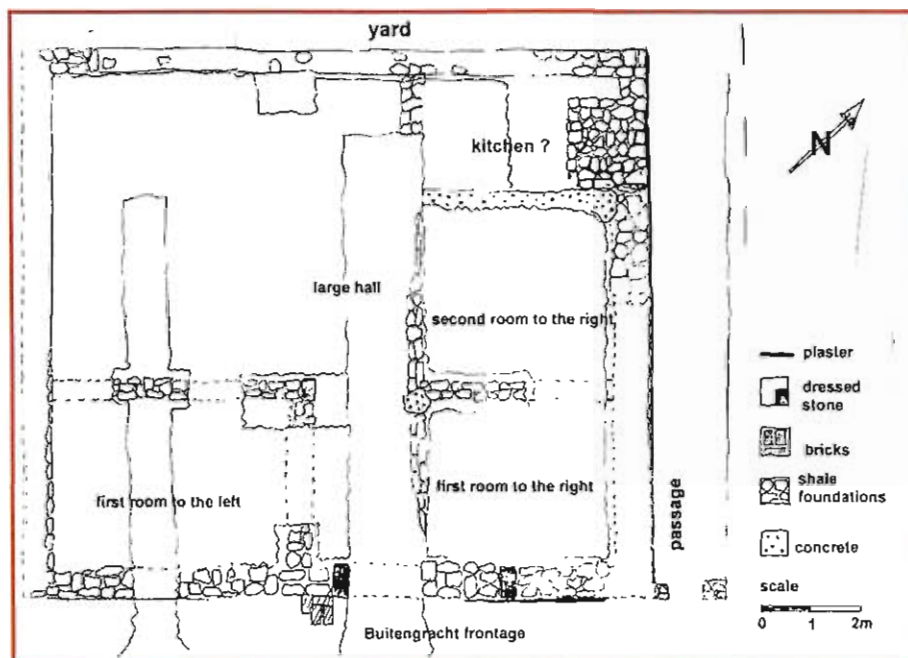 yard
N
kitchen ?
large hall
second room to the right
first room to the left
first room to the right
passage
Buitengracht frontage
plaster
dressed
stone
bricks
shale
foundations
concrete
scale
0 1 2m